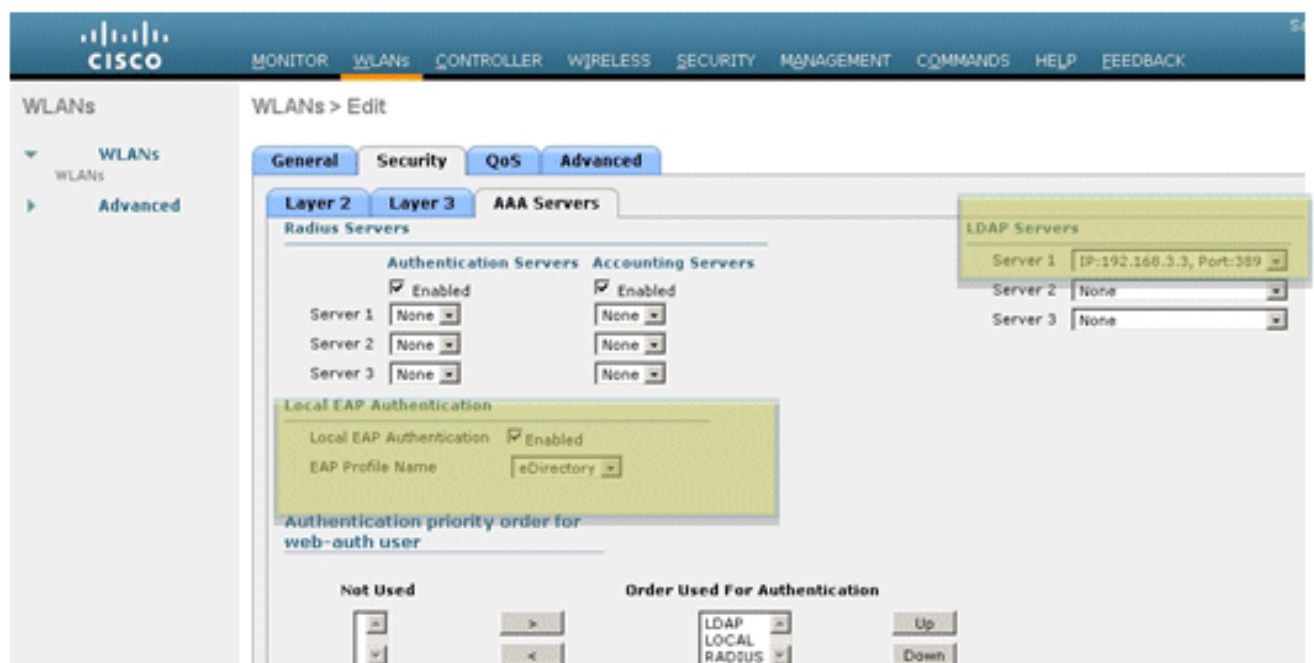 CISCO
MONITOR WLANs CONTROLLER WIRELESS SECURITY MANAGEMENT COMMANDS HELP FEEDBACK
WLANs
WLANs > Edit
WLANs
WLANs
Advanced
General Security QoS Advanced
Layer 2 Layer 3 AAA Servers
Radius Servers
LDAP Servers
Authentication Servers Accounting Servers
Server 1 IP:192.168.3.3, Port:389
Enabled Enabled
Server 2 None
Server 1 None None
Server 3 None
Server 2 None None
Server 3 None None
Local EAP Authentication
Local EAP Authentication Enabled
EAP Profile Name eDirectory
Authentication priority order for
web-auth user
Not Used Order Used For Authentication
> LDAP Up
LOCAL
< RADIUS Down